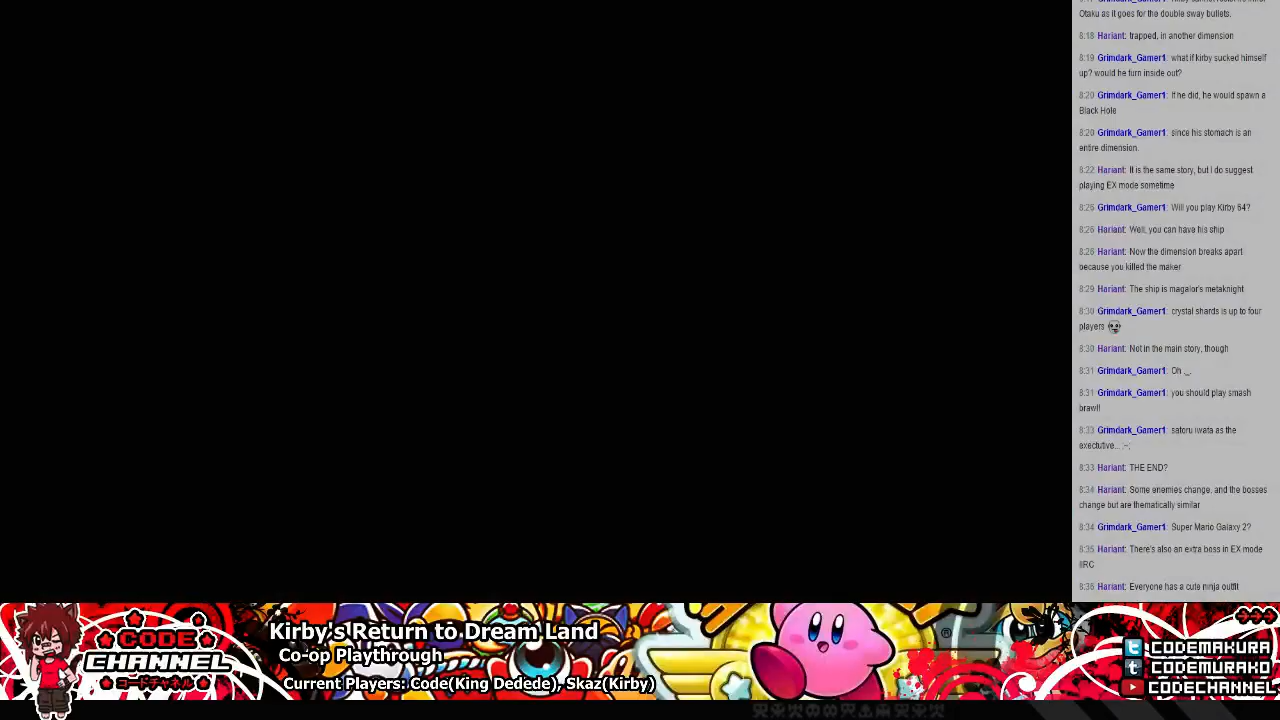 Otaku as it goes for the double sway bullets.
8:18 Hariant: trapped, in another dimension
8:19 Grimdark_Gamer1: what if kirby sucked himself
up? would he turn inside out?
8:20 Grimdark_Gamer1: If he did, he would spawn a
Black Hole
8:20 Grimdark_Gamer1: since his stomach is an
entire dimension.
8:22 Hariant: It is the same story, but I do suggest
playing EX mode sometime
8:26 Grimdark_Gamer1: Will you play Kirby 64?
8:26 Hariant: Well, you can have his ship
8:26 Hariant: Now the dimension breaks apart
because you killed the maker
8:29 Hariant: The ship is magalor's metaknight
8:30 Grimdark_Gamer1: crystal shards is up to four
players
8:30 Hariant: Not in the main story, though
8:31 Grimdark_Gamer1: Oh ._.
8:31 Grimdark_Gamer1: you should play smash
brawl!
8:33 Grimdark_Gamer1: satoru iwata as the
exectutive... :-;
8:33 Hariant: THE END?
8:34 Hariant: Some enemies change, and the bosses
change but are thematically similar
8:34 Grimdark_Gamer1: Super Mario Galaxy 2?
8:35 Hariant: There's also an extra boss in EX mode
IIRC
8:36 Hariant: Everyone has a cute ninja outfit
CODE
CHANNEL
コードチャネル
Kirby's Return to Dream Land
Co-op Playthrough
Current Players: Code(King Dedede), Skaz(Kirby)
®
CODEMAKURA
CODEMURAKO
CODECHANNEL